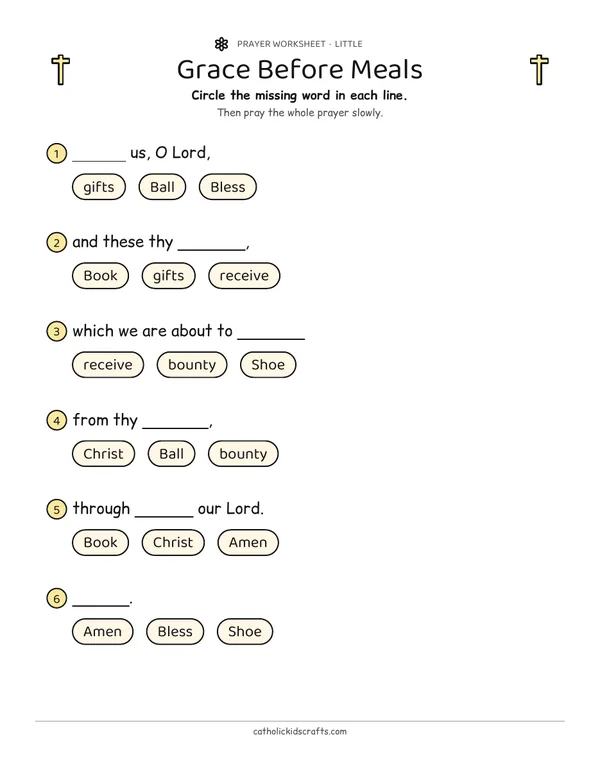 PRAYER WORKSHEET · LITTLE
Grace Before Meals
Circle the missing word in each line.
Then pray the whole prayer slowly.
1 ______ us, O Lord,
gifts Ball Bless
2 and these thy _______,
Book gifts receive
3 which we are about to _______
receive bounty Shoe
4 from thy _______,
Christ Ball bounty
5 through ______ our Lord.
Book Christ Amen
6 ______.
Amen Bless Shoe
catholickidscrafts.com